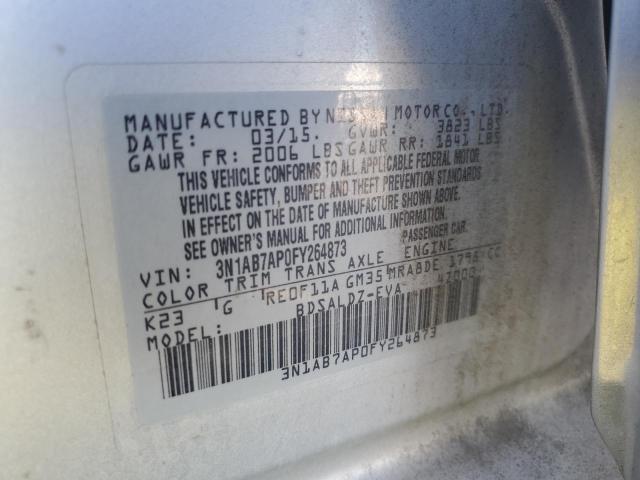 MANUFACTURED BY NISSAN MOTOR CO., LTD.
DATE: 03/15. GVWR: 3823 LBS
GAWR FR: 2006 LBS GAWR RR: 1841 LBS
THIS VEHICLE CONFORMS TO ALL APPLICABLE FEDERAL MOTOR
VEHICLE SAFETY, BUMPER AND THEFT PREVENTION STANDARDS
IN EFFECT ON THE DATE OF MANUFACTURE SHOWN ABOVE.
SEE OWNER'S MANUAL FOR ADDITIONAL INFORMATION.
VIN: 3N1AB7AP0FY264873 PASSENGER CAR.
COLOR TRIM TRANS AXLE ENGINE
K23 G RE0F11A GM35 MRA8DE 1798 CC
MODEL: BDSALDZ-EVA
3N1AB7AP0FY264873